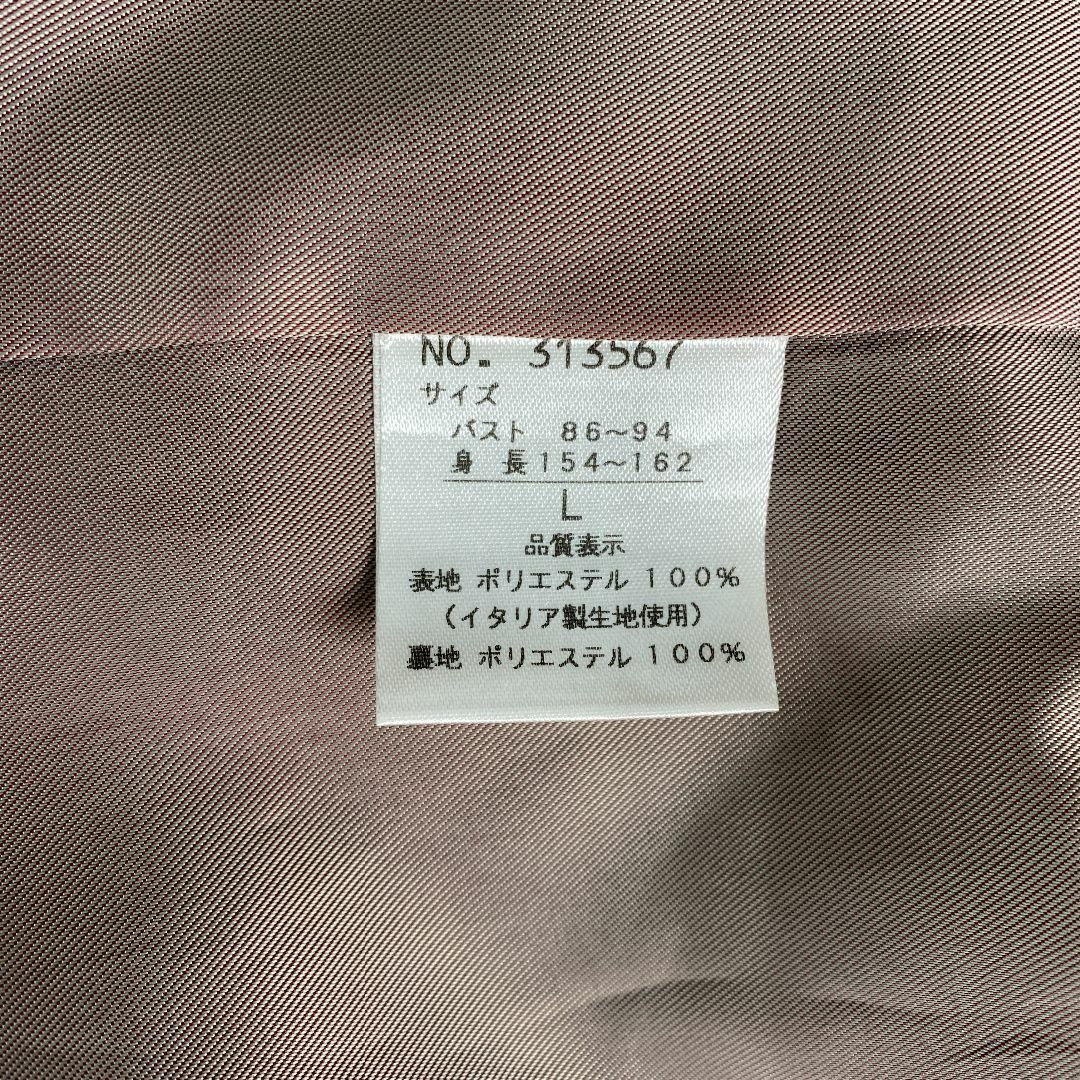 NO. 313567
サイズ
バスト 86～94
身 長154～162
L
品質表示
表地 ポリエステル 100%
(イタリア製生地使用)
裏地 ポリエステル 100%